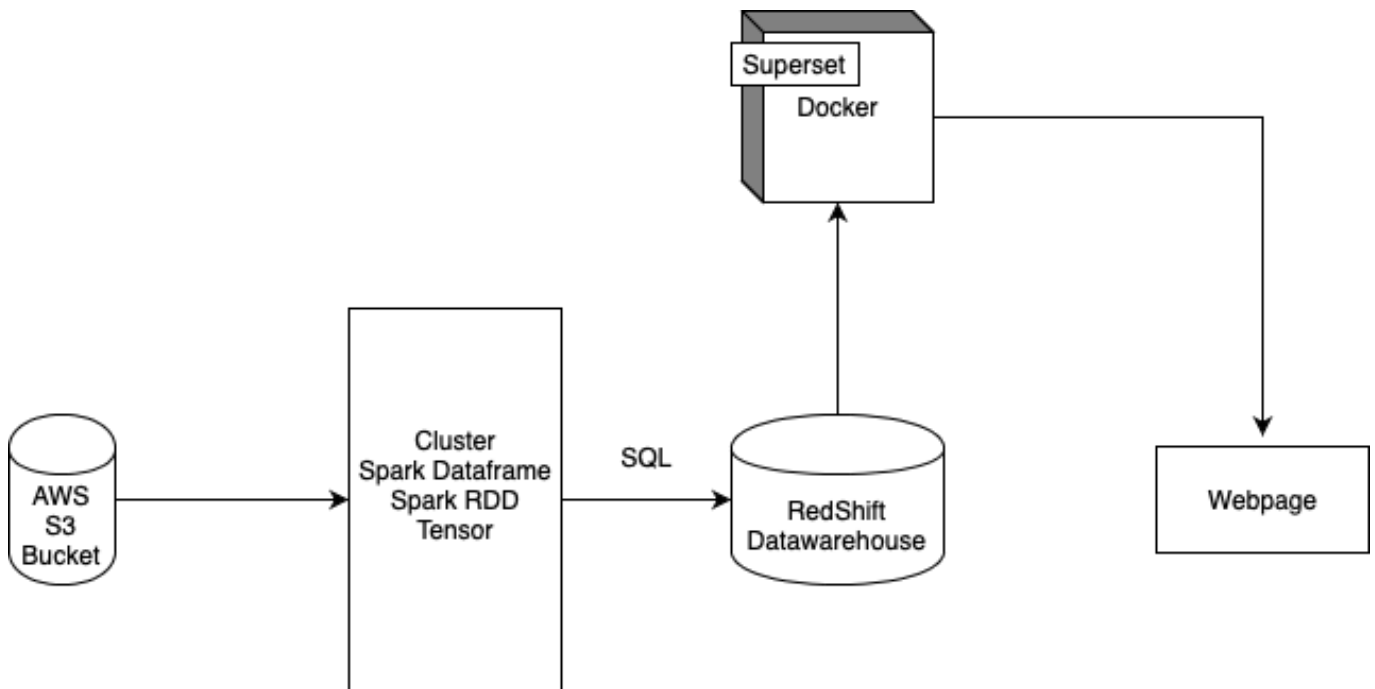 Superset
Docker
AWS
S3
Bucket
Cluster
Spark Dataframe
Spark RDD
Tensor
SQL
RedShift
Datawarehouse
Webpage